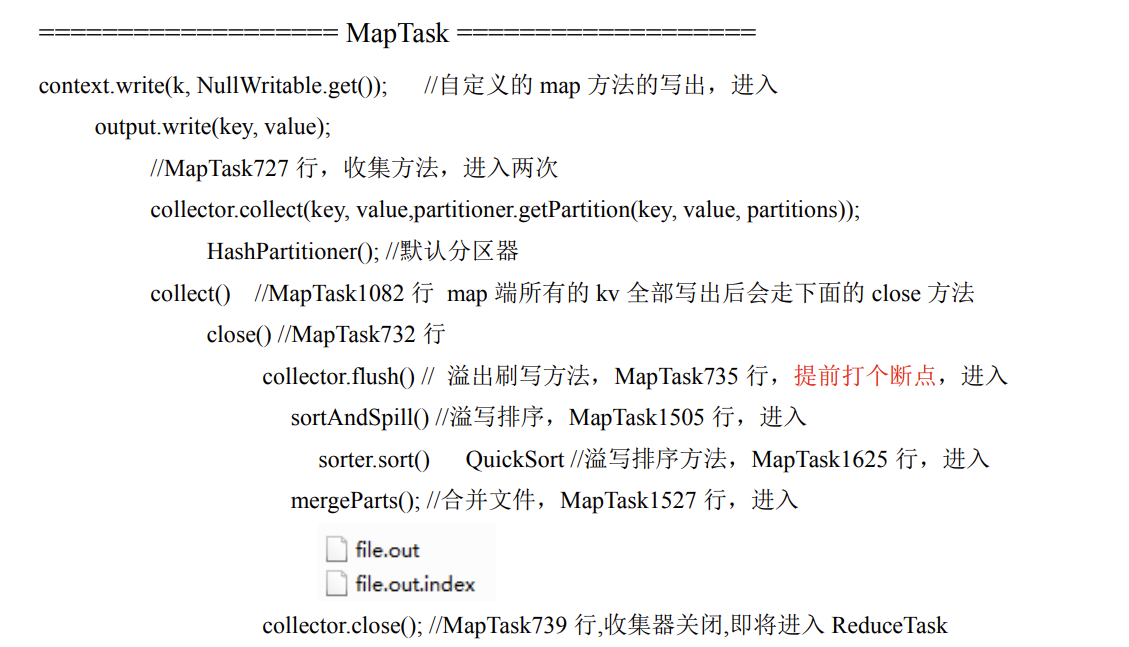 =================== MapTask ===================
context.write(k, NullWritable.get()); //自定义的 map 方法的写出，进入
output.write(key, value);
//MapTask727 行，收集方法，进入两次
collector.collect(key, value,partitioner.getPartition(key, value, partitions));
HashPartitioner(); //默认分区器
collect() //MapTask1082 行 map 端所有的 kv 全部写出后会走下面的 close 方法
close() //MapTask732 行
collector.flush() // 溢出刷写方法，MapTask735 行，提前打个断点，进入
sortAndSpill() //溢写排序，MapTask1505 行，进入
sorter.sort() QuickSort //溢写排序方法，MapTask1625 行，进入
mergeParts(); //合并文件，MapTask1527 行，进入
file.out
file.out.index
collector.close(); //MapTask739 行,收集器关闭,即将进入 ReduceTask